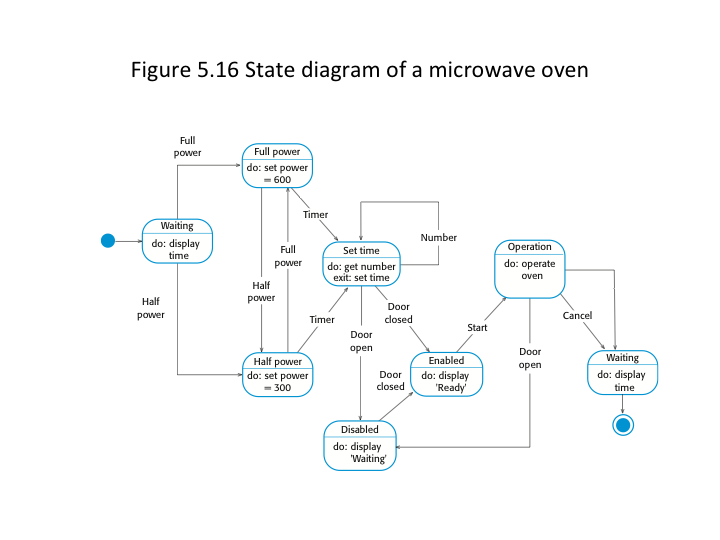 Figure 5.16 State diagram of a microwave oven
Full
power
Full power
do: set power
= 600
Timer
Waiting
do: display
time
Full
power
Number
Set time
do: get number
exit: set time
Operation
do: operate
oven
Half
power
Half
power
Timer
Door
open
Door
closed
Start
Cancel
Door
open
Half power
do: set power
= 300
Door
closed
Enabled
do: display
'Ready'
Waiting
do: display
time
Disabled
do: display
'Waiting'